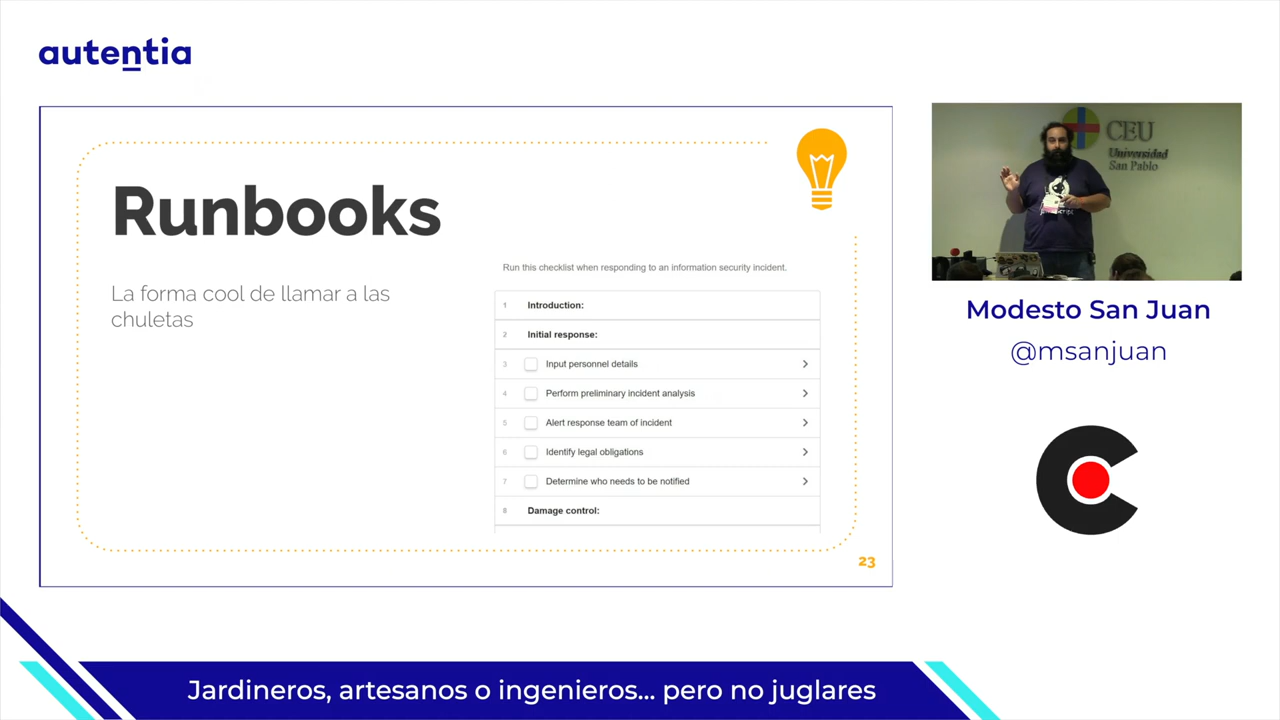 autentia
Runbooks
La forma cool de llamar a las
chuletas
Run this checklist when responding to an information security incident.
1 Introduction:
2 Initial response:
3 Input personnel details
4 Perform preliminary incident analysis
5 Alert response team of incident
6 Identify legal obligations
7 Determine who needs to be notified
8 Damage control:
23
CEU
Universidad
San Pablo
Modesto San Juan
@msanjuan
Jardineros, artesanos o ingenieros... pero no juglares